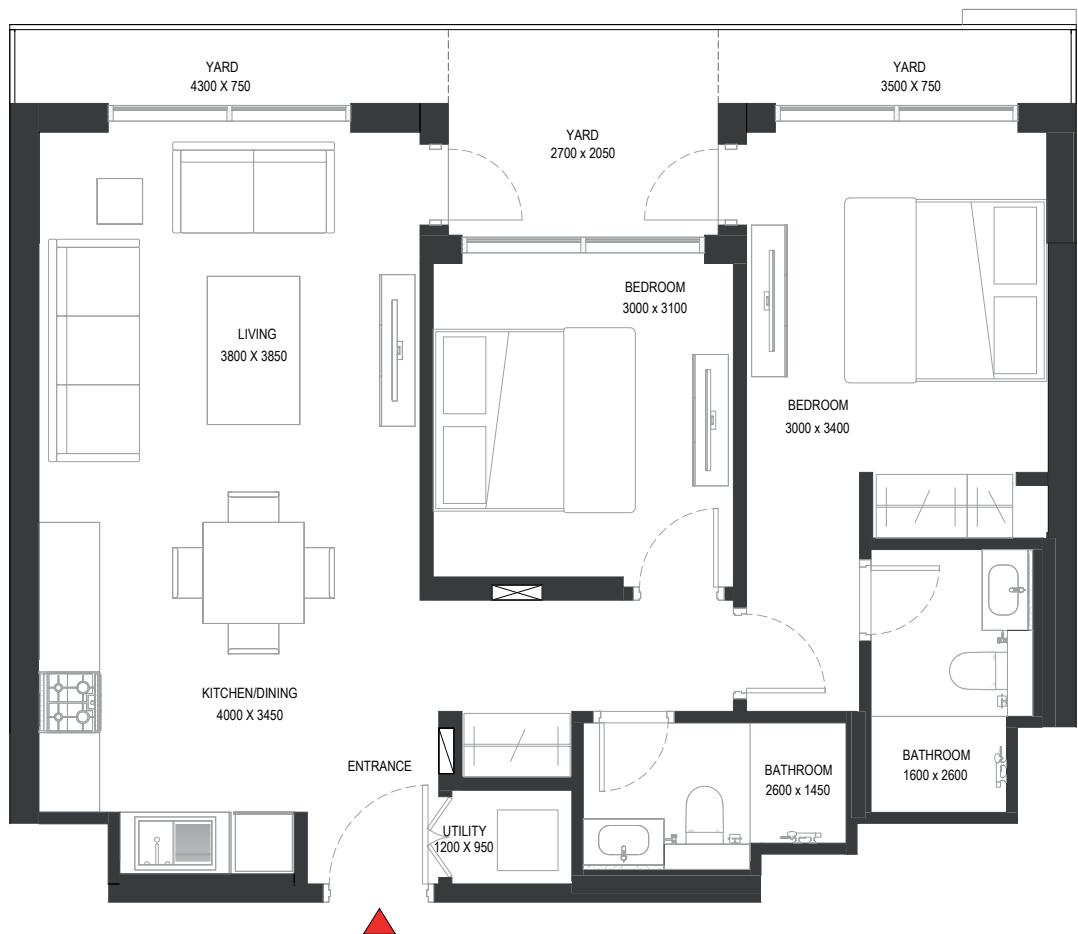 YARD
4300 X 750
YARD
3500 X 750
YARD
2700 x 2050
BEDROOM
3000 x 3100
LIVING
3800 X 3850
BEDROOM
3000 x 3400
KITCHEN/DINING
4000 X 3450
ENTRANCE
BATHROOM
1600 x 2600
BATHROOM
2600 x 1450
UTILITY
1200 X 950